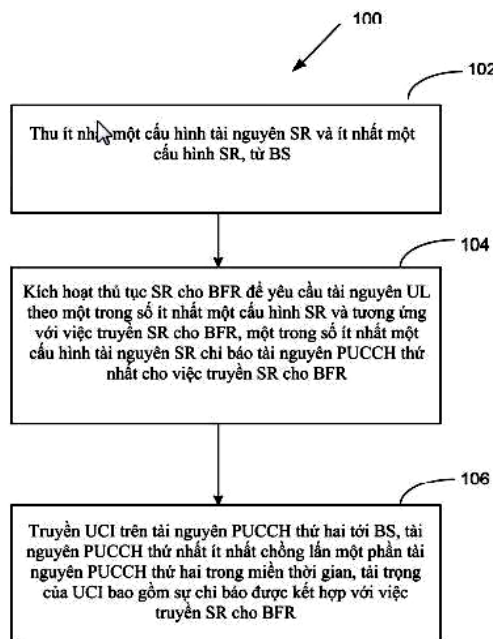 100
102
Thu ít nhất một cấu hình tài nguyên SR và ít nhất một
cấu hình SR, từ BS
104
Kích hoạt thủ tục SR cho BFR để yêu cầu tài nguyên UL
theo một trong số ít nhất một cấu hình SR và tương ứng
với việc truyền SR cho BFR, một trong số ít nhất một
cấu hình tài nguyên SR chỉ báo tài nguyên PUCCH thứ
nhất cho việc truyền SR cho BFR
106
Truyền UCI trên tài nguyên PUCCH thứ hai tới BS, tài
nguyên PUCCH thứ nhất ít nhất chồng lấn một phần tài
nguyên PUCCH thứ hai trong miền thời gian, tải trọng
của UCI bao gồm sự chỉ báo được kết hợp với việc
truyền SR cho BFR